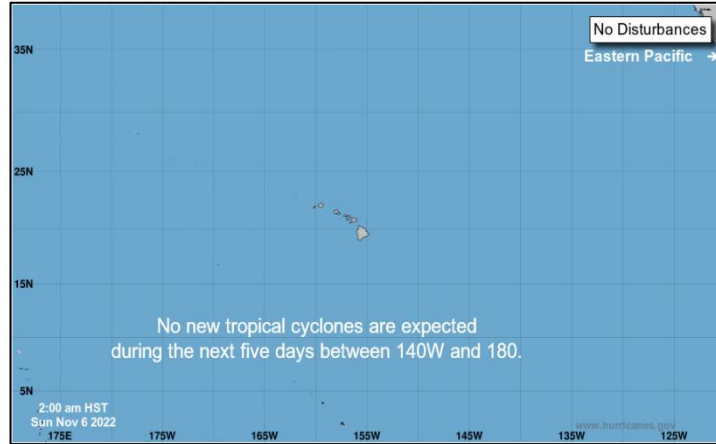 No Disturbances
Eastern Pacific →
35N
25N
15N
No new tropical cyclones are expected
during the next five days between 140W and 180.
5N
2:00 am HST
Sun Nov 6 2022
www.hurricanes.gov
175E
175W
165W
155W
145W
135W
125W